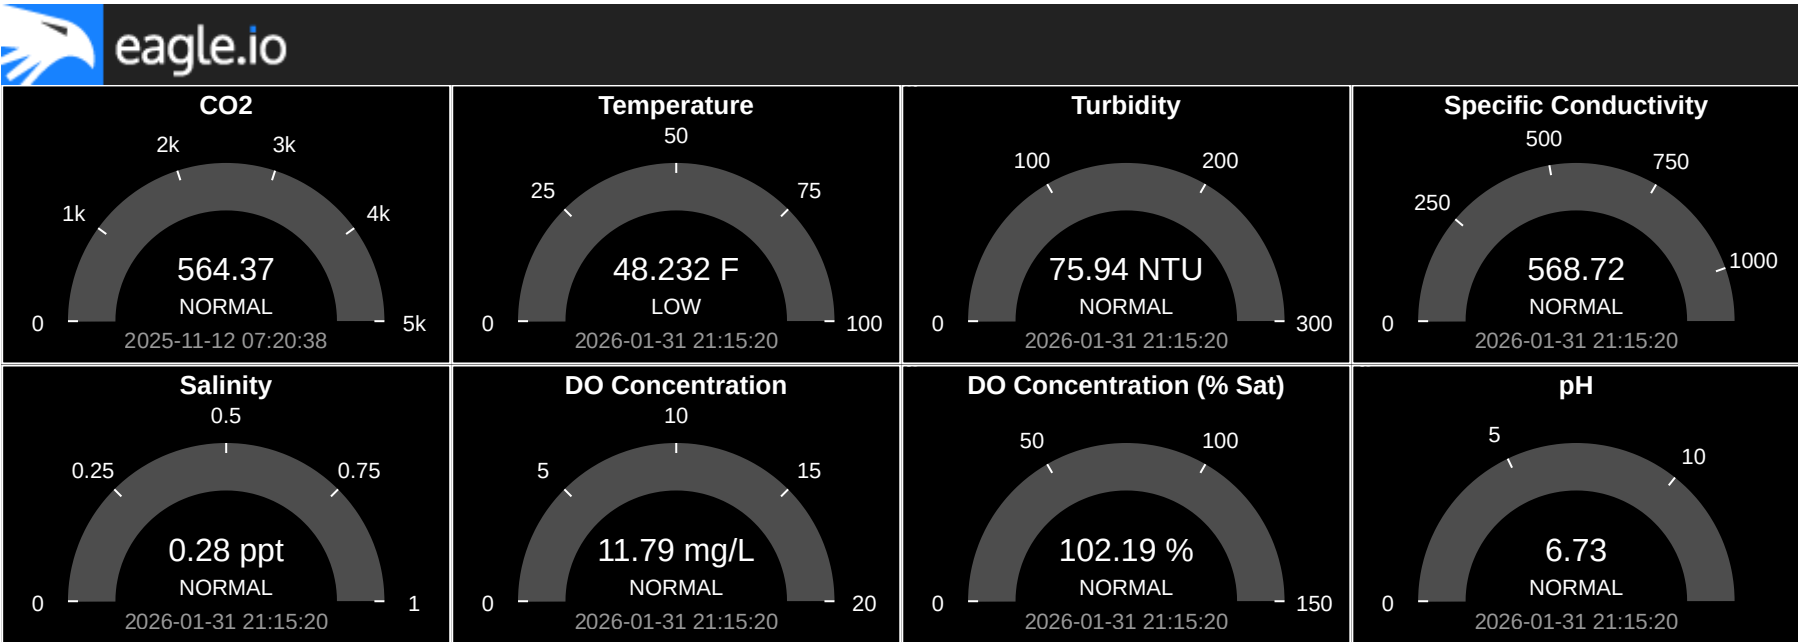 eagle.io
CO2
2k 3k
1k 4k
564.37
NORMAL
0 5k
2025-11-12 07:20:38
Temperature
50
25 75
48.232 F
LOW
0 100
2026-01-31 21:15:20
Turbidity
100 200
75.94 NTU
NORMAL
0 300
2026-01-31 21:15:20
Specific Conductivity
500
750
250
1000
568.72
NORMAL
0
2026-01-31 21:15:20
Salinity
0.5
0.25 0.75
0.28 ppt
NORMAL
0 1
2026-01-31 21:15:20
DO Concentration
10
5 15
11.79 mg/L
NORMAL
0 20
2026-01-31 21:15:20
DO Concentration (% Sat)
50 100
102.19 %
NORMAL
0 150
2026-01-31 21:15:20
pH
5
10
6.73
NORMAL
0
2026-01-31 21:15:20